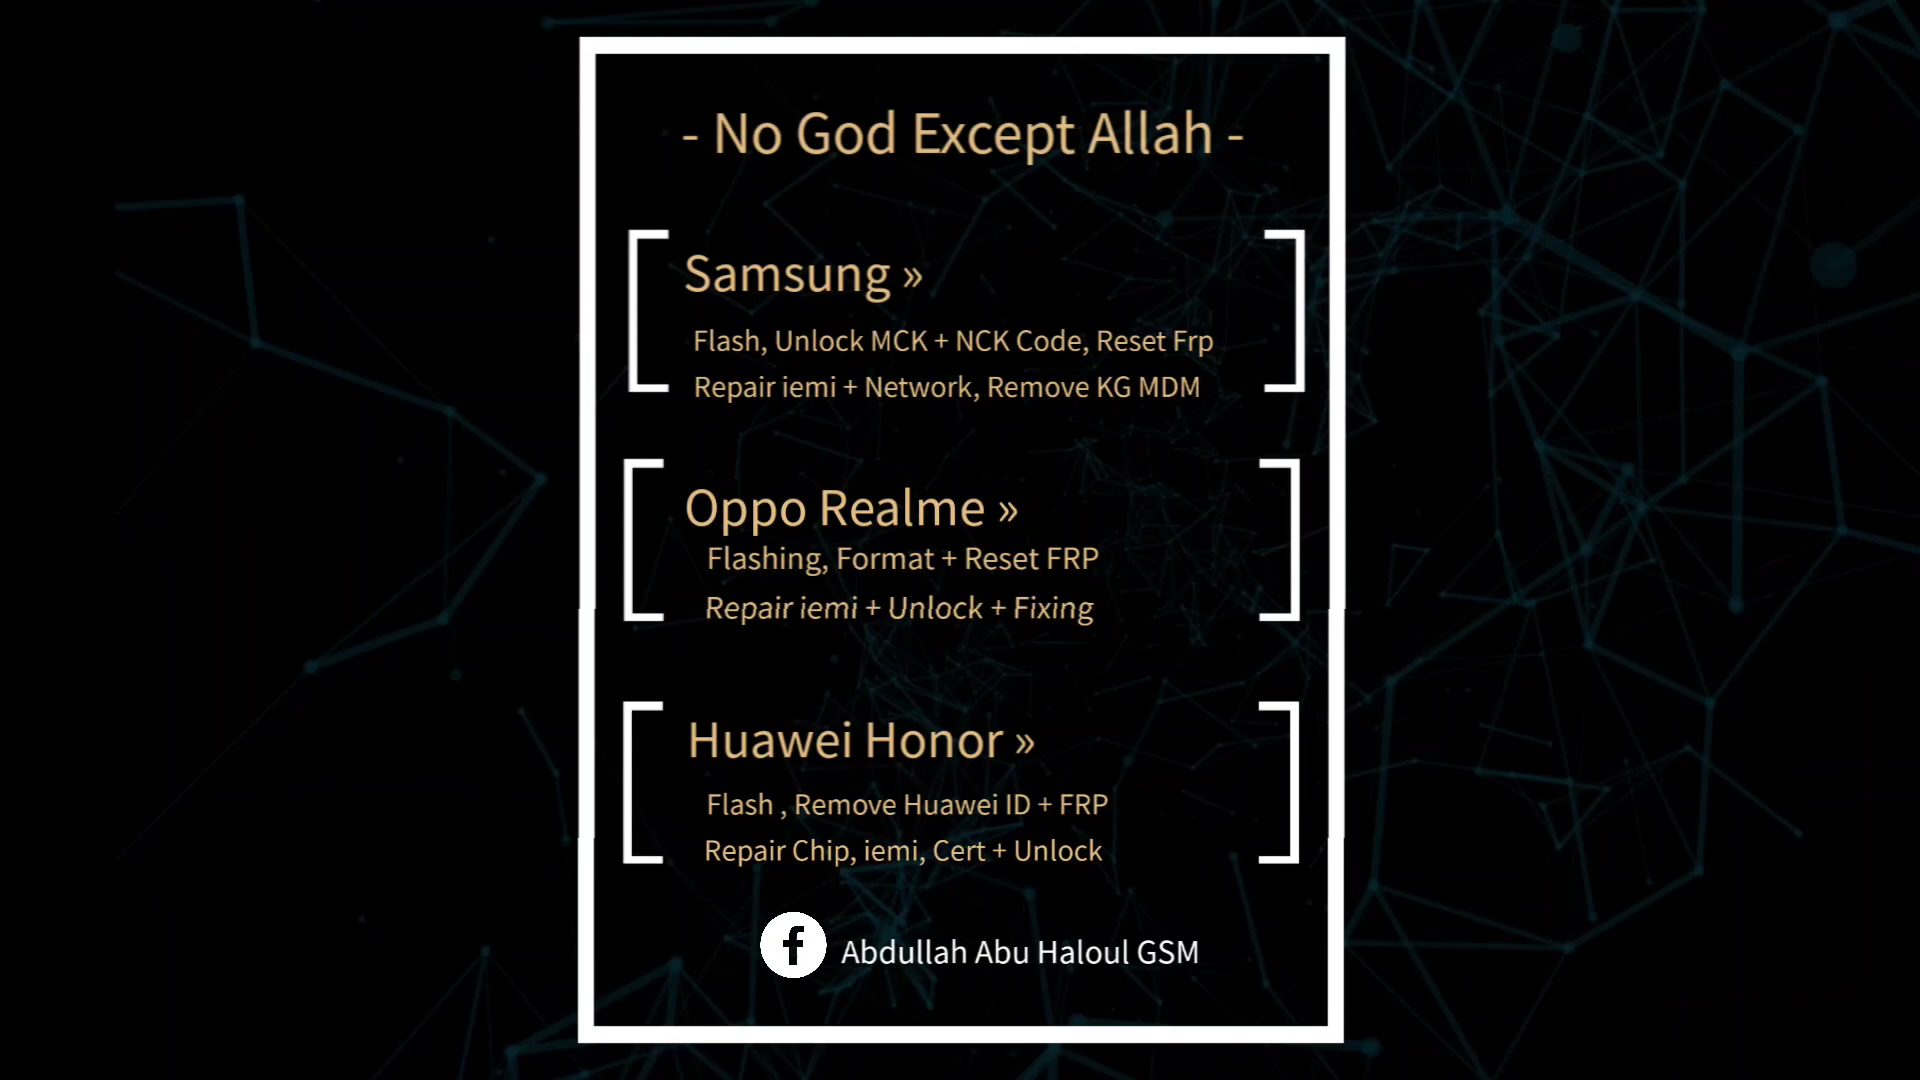 - No God Except Allah -
Samsung »
Flash, Unlock MCK + NCK Code, Reset Frp
Repair iemi + Network, Remove KG MDM
Oppo Realme »
Flashing, Format + Reset FRP
Repair iemi + Unlock + Fixing
Huawei Honor »
Flash , Remove Huawei ID + FRP
Repair Chip, iemi, Cert + Unlock
f Abdullah Abu Haloul GSM